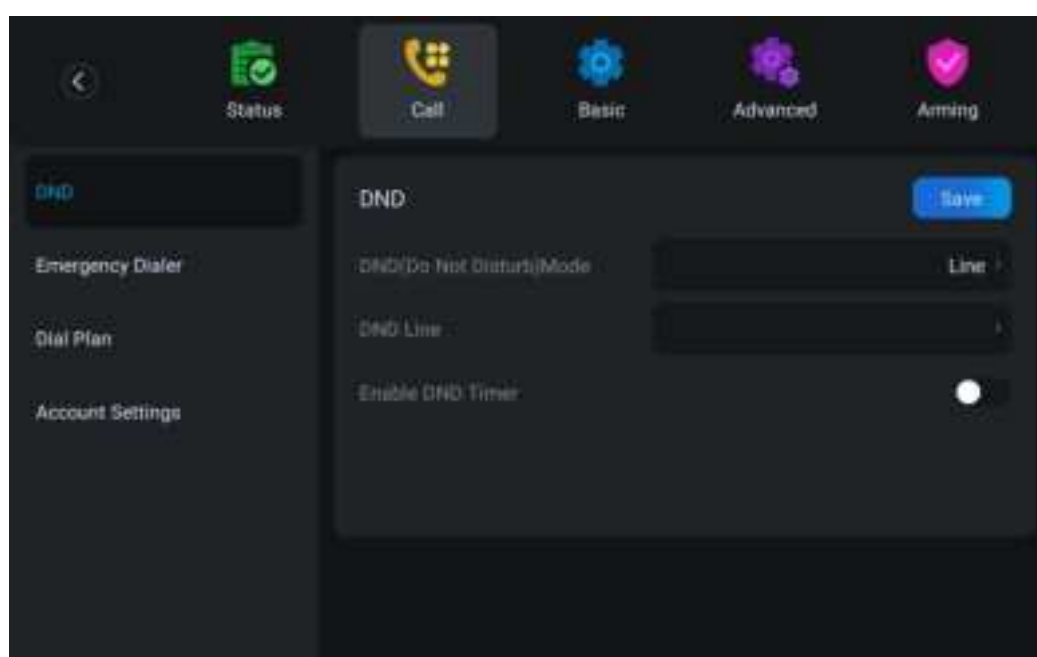 Status
Call
Basic
Advanced
Arming
DND
Emergency Dialer
Dial Plan
Account Settings
DND
Save
DND(Do Not Disturb)Mode
Line
DND Line
Enable DND Timer